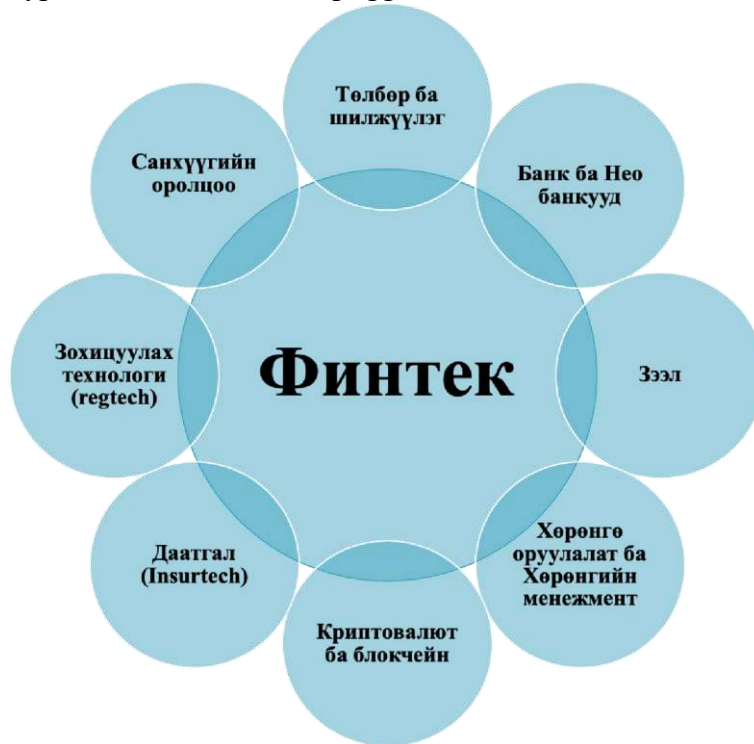 Төлбөр ба
шилжүүлэг
Банк ба Нео
банкууд
Зээл
Хөрөнгө
оруулалат ба
Хөрөнгийн
менежмент
Криптовалют
ба блокчейн
Даатгал
(Insurtech)
Зохицуулах
технологи
(regtech)
Санхүүгийн
оролцоо
Финтек